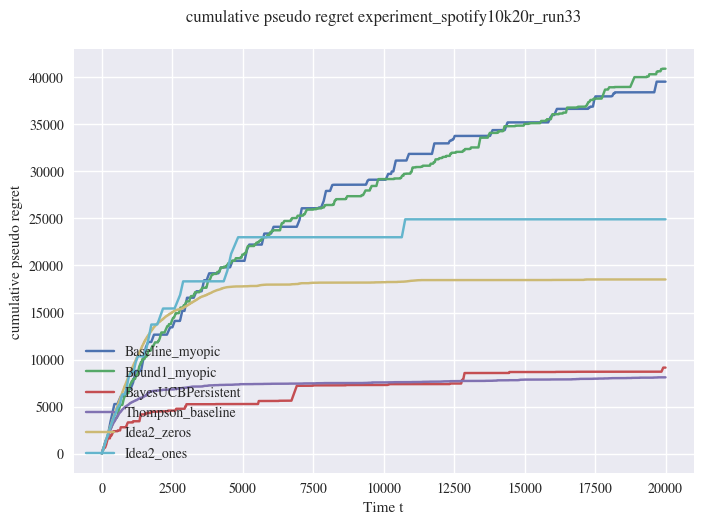 cumulative pseudo regret experiment_spotify10k20r_run33
cumulative pseudo regret
40000
35000
30000
25000
20000
15000
10000
5000
0
Baseline_myopic
Bound1_myopic
BayesUCBPersistent
Thompson_baseline
Idea2_zeros
Idea2_ones
0 2500 5000 7500 10000 12500 15000 17500 20000
Time t